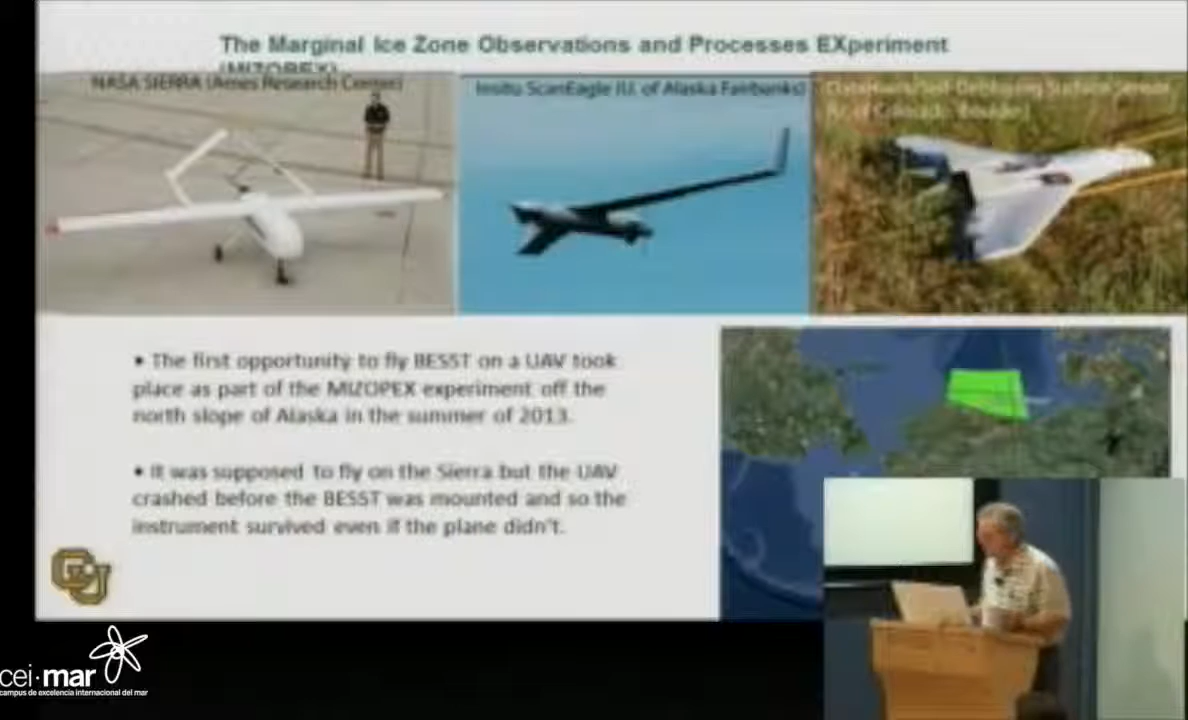 The Marginal Ice Zone Observations and Processes EXperiment
(MIZOPEX)
NASA SIERRA (Ames Research Center)
Insitu ScanEagle (U. of Alaska Fairbanks)
DataHawk/Self-Deploying Surface Sensor
(U. of Colorado, Boulder)
• The first opportunity to fly BESST on a UAV took
place as part of the MIZOPEX experiment off the
north slope of Alaska in the summer of 2013.
• It was supposed to fly on the Sierra but the UAV
crashed before the BESST was mounted and so the
instrument survived even if the plane didn't.
CU
cei·mar
campus de excelencia internacional del mar